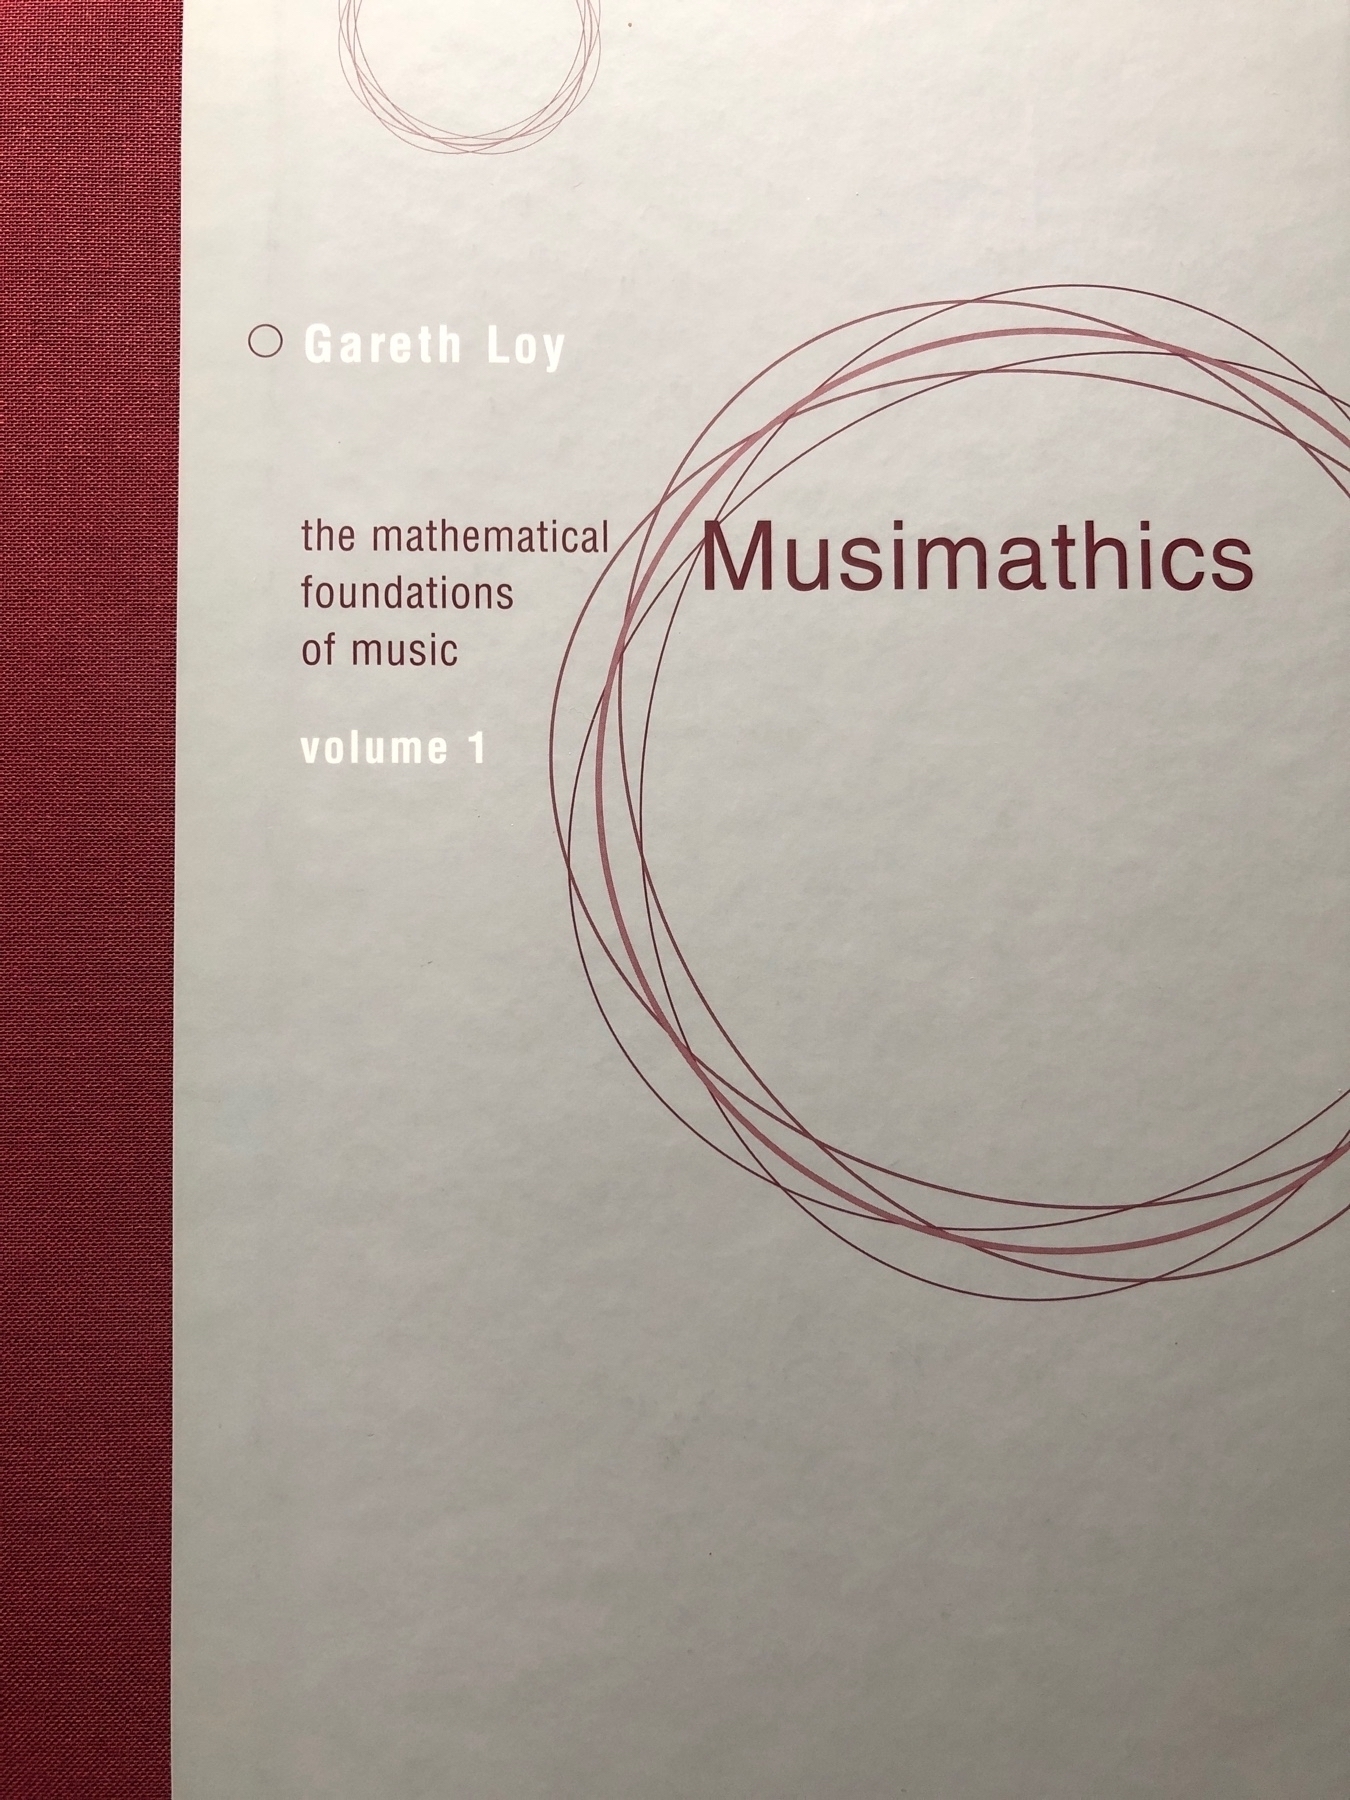 Gareth Loy
the mathematical
foundations
of music
volume 1
Musimathics